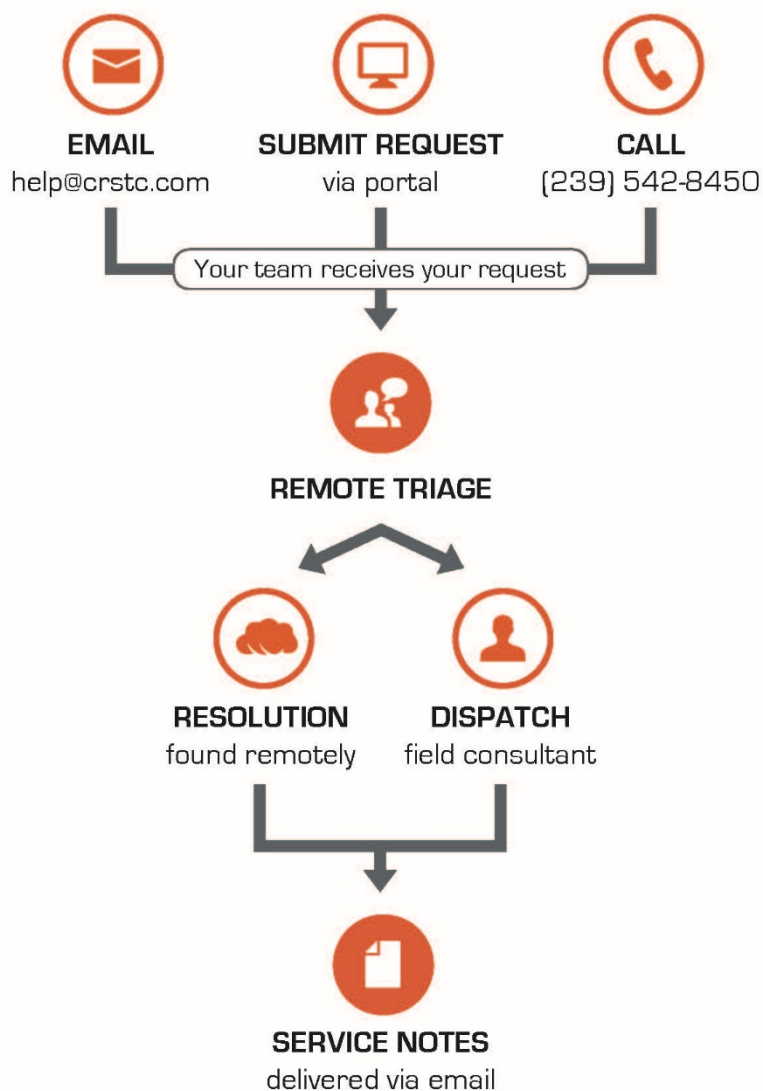 EMAIL
help@crstc.com
SUBMIT REQUEST
via portal
CALL
(239) 542-8450
Your team receives your request
REMOTE TRIAGE
RESOLUTION
found remotely
DISPATCH
field consultant
SERVICE NOTES
delivered via email